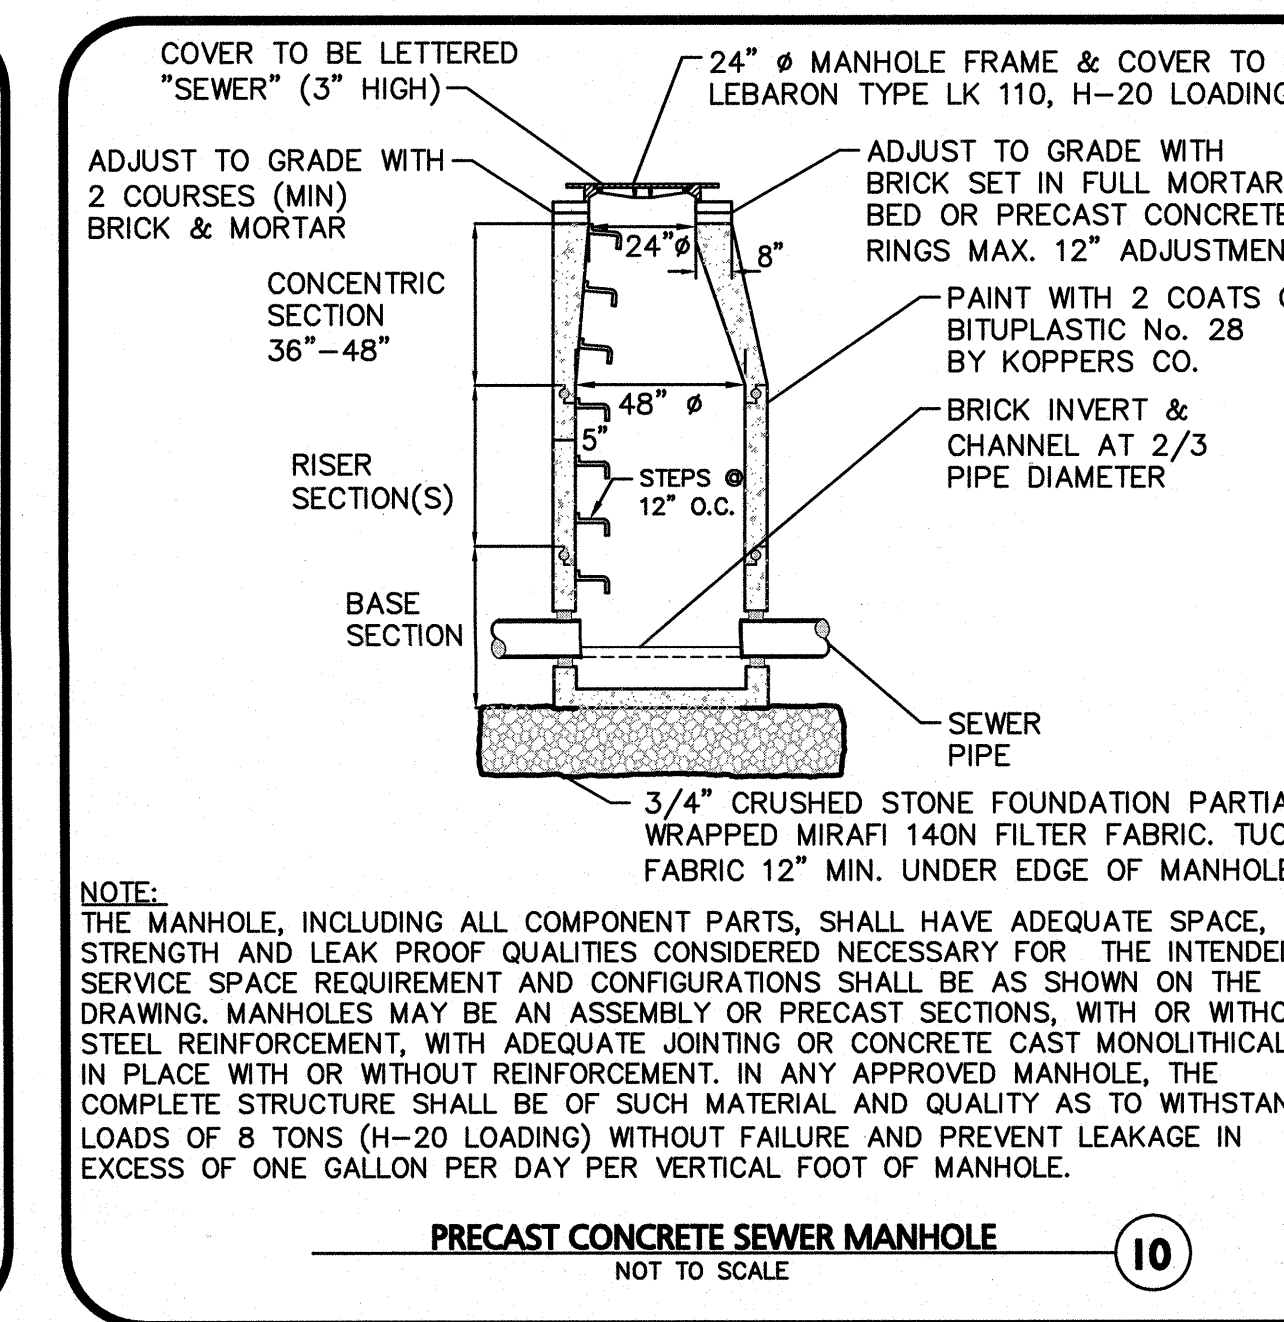 COVER TO BE LETTERED
"SEWER" (3" HIGH)
24" ø MANHOLE FRAME & COVER TO
LEBARON TYPE LK 110, H-20 LOADING
ADJUST TO GRADE WITH
2 COURSES (MIN)
BRICK & MORTAR
ADJUST TO GRADE WITH
BRICK SET IN FULL MORTAR
BED OR PRECAST CONCRETE
RINGS MAX. 12" ADJUSTMEN
24"ø
8"
CONCENTRIC
SECTION
36"-48"
PAINT WITH 2 COATS
BITUPLASTIC No. 28
BY KOPPERS CO.
48" ø
BRICK INVERT &
CHANNEL AT 2/3
PIPE DIAMETER
5"
RISER
SECTION(S)
STEPS @
12" O.C.
BASE
SECTION
SEWER
PIPE
3/4" CRUSHED STONE FOUNDATION PARTIA
WRAPPED MIRAFI 140N FILTER FABRIC. TUC
FABRIC 12" MIN. UNDER EDGE OF MANHOLE
NOTE:
THE MANHOLE, INCLUDING ALL COMPONENT PARTS, SHALL HAVE ADEQUATE SPACE,
STRENGTH AND LEAK PROOF QUALITIES CONSIDERED NECESSARY FOR THE INTENDED
SERVICE SPACE REQUIREMENT AND CONFIGURATIONS SHALL BE AS SHOWN ON THE
DRAWING. MANHOLES MAY BE AN ASSEMBLY OR PRECAST SECTIONS, WITH OR WITHO
STEEL REINFORCEMENT, WITH ADEQUATE JOINTING OR CONCRETE CAST MONOLITHICAL
IN PLACE WITH OR WITHOUT REINFORCEMENT. IN ANY APPROVED MANHOLE, THE
COMPLETE STRUCTURE SHALL BE OF SUCH MATERIAL AND QUALITY AS TO WITHSTAN
LOADS OF 8 TONS (H-20 LOADING) WITHOUT FAILURE AND PREVENT LEAKAGE IN
EXCESS OF ONE GALLON PER DAY PER VERTICAL FOOT OF MANHOLE.
PRECAST CONCRETE SEWER MANHOLE
10
NOT TO SCALE